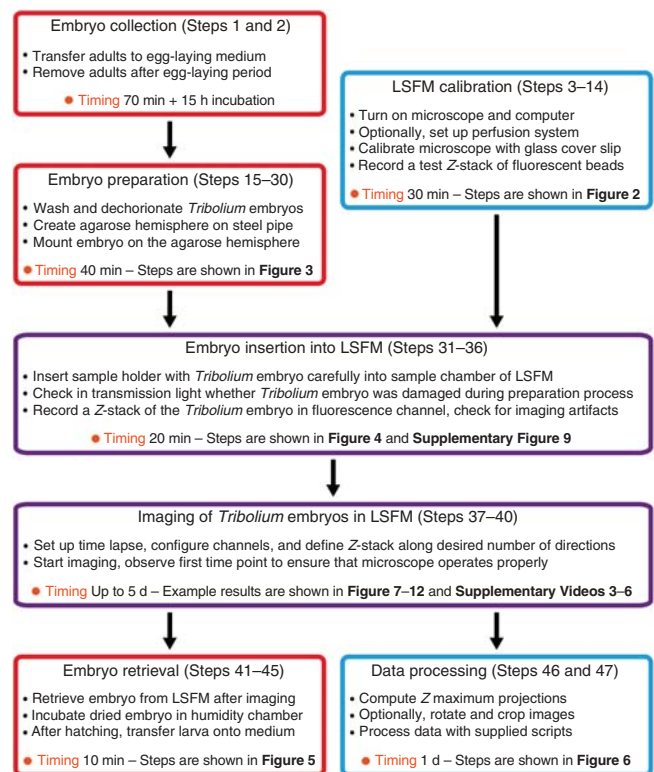 Embryo collection (Steps 1 and 2)
• Transfer adults to egg-laying medium
• Remove adults after egg-laying period
● Timing 70 min + 15 h incubation
LSFM calibration (Steps 3–14)
• Turn on microscope and computer
• Optionally, set up perfusion system
• Calibrate microscope with glass cover slip
• Record a test Z-stack of fluorescent beads
● Timing 30 min – Steps are shown in Figure 2
Embryo preparation (Steps 15–30)
• Wash and dechorionate Tribolium embryos
• Create agarose hemisphere on steel pipe
• Mount embryo on the agarose hemisphere
● Timing 40 min – Steps are shown in Figure 3
Embryo insertion into LSFM (Steps 31–36)
• Insert sample holder with Tribolium embryo carefully into sample chamber of LSFM
• Check in transmission light whether Tribolium embryo was damaged during preparation process
• Record a Z-stack of the Tribolium embryo in fluorescence channel, check for imaging artifacts
● Timing 20 min – Steps are shown in Figure 4 and Supplementary Figure 9
Imaging of Tribolium embryos in LSFM (Steps 37–40)
• Set up time lapse, configure channels, and define Z-stack along desired number of directions
• Start imaging, observe first time point to ensure that microscope operates properly
● Timing Up to 5 d – Example results are shown in Figure 7–12 and Supplementary Videos 3–6
Embryo retrieval (Steps 41–45)
• Retrieve embryo from LSFM after imaging
• Incubate dried embryo in humidity chamber
• After hatching, transfer larva onto medium
● Timing 10 min – Steps are shown in Figure 5
Data processing (Steps 46 and 47)
• Compute Z maximum projections
• Optionally, rotate and crop images
• Process data with supplied scripts
● Timing 1 d – Steps are shown in Figure 6